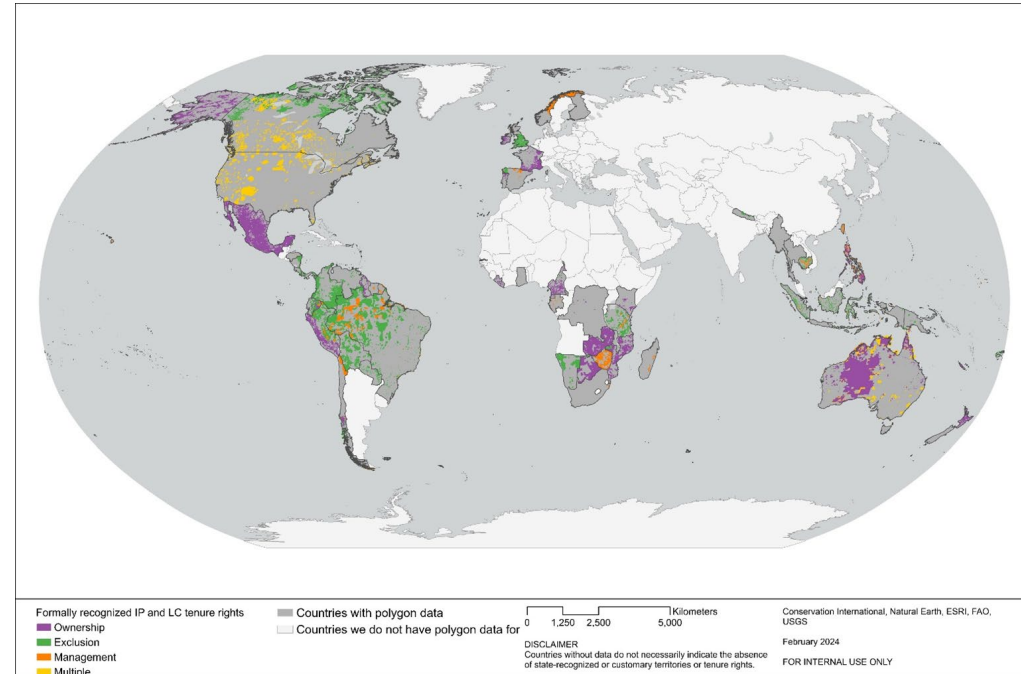 Formally recognized IP and LC tenure rights
Ownership
Exclusion
Management
Multiple
Countries with polygon data
Countries we do not have polygon data for
Kilometers
0 1,250 2,500 5,000
DISCLAIMER
Countries without data do not necessarily indicate the absence
of state-recognized or customary territories or tenure rights.
Conservation International, Natural Earth, ESRI, FAO,
USGS
February 2024
FOR INTERNAL USE ONLY